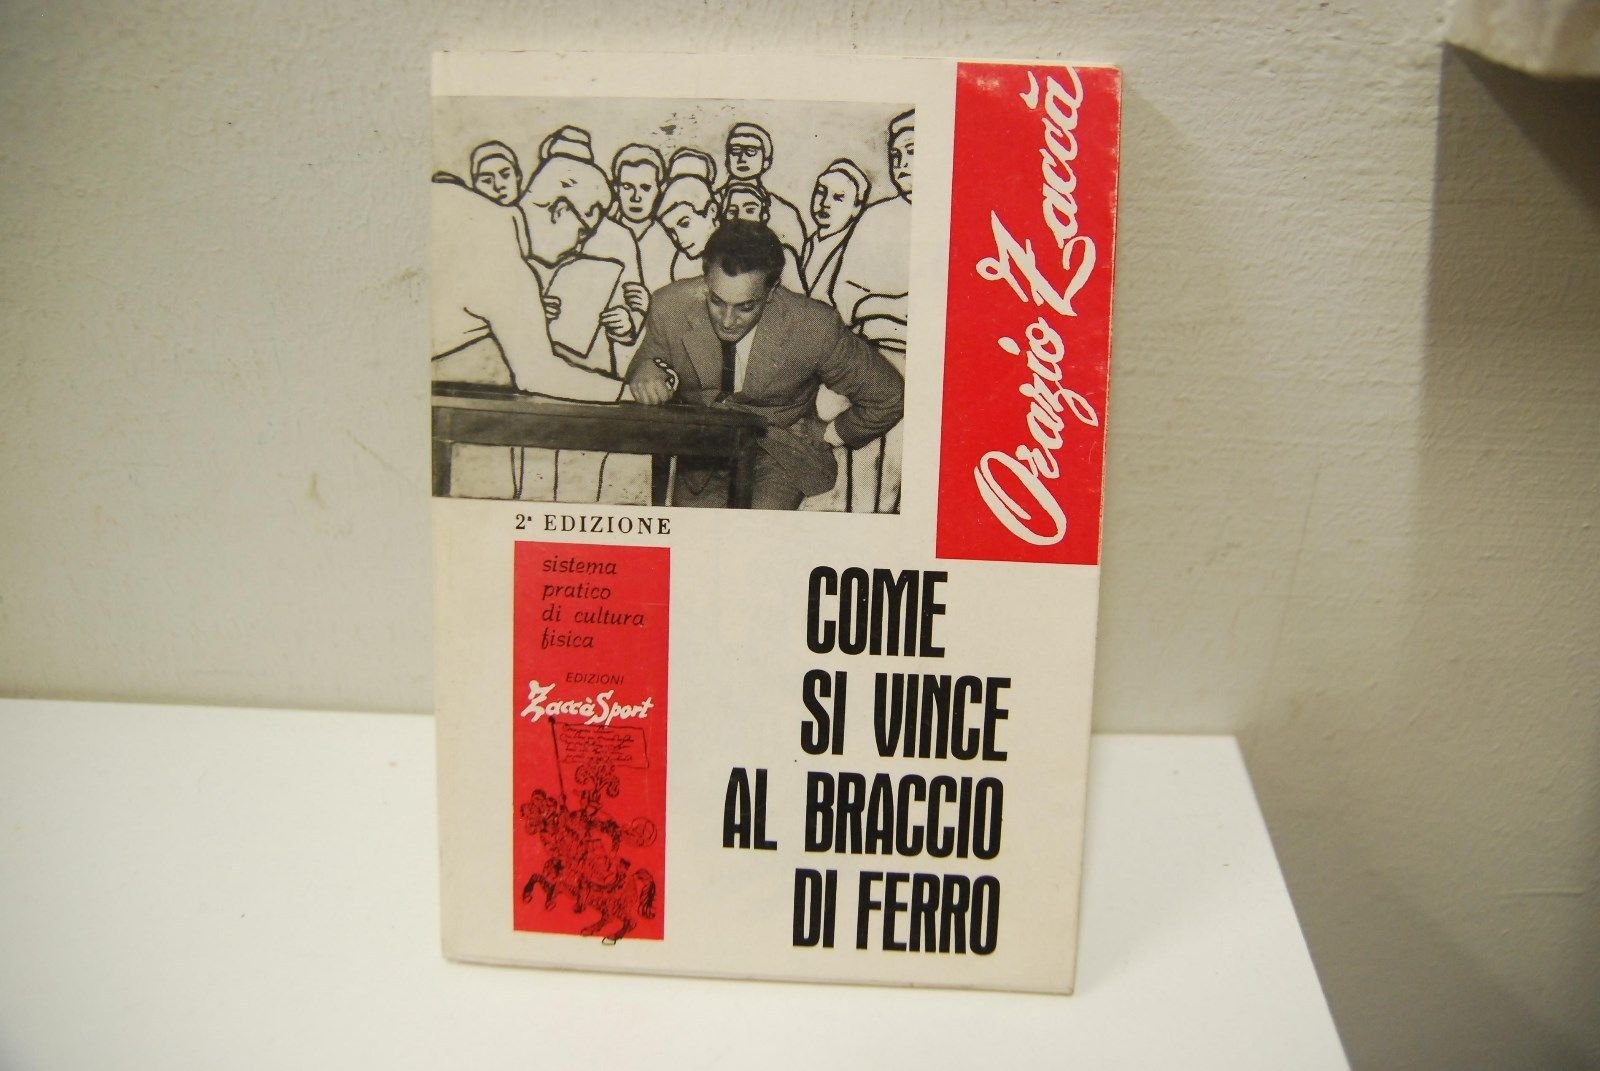 Orazio Zaccà
2ª EDIZIONE
sistema
pratico
di cultura
fisica
EDIZIONI
Zaccà Sport
COME
SI VINCE
AL BRACCIO
DI FERRO